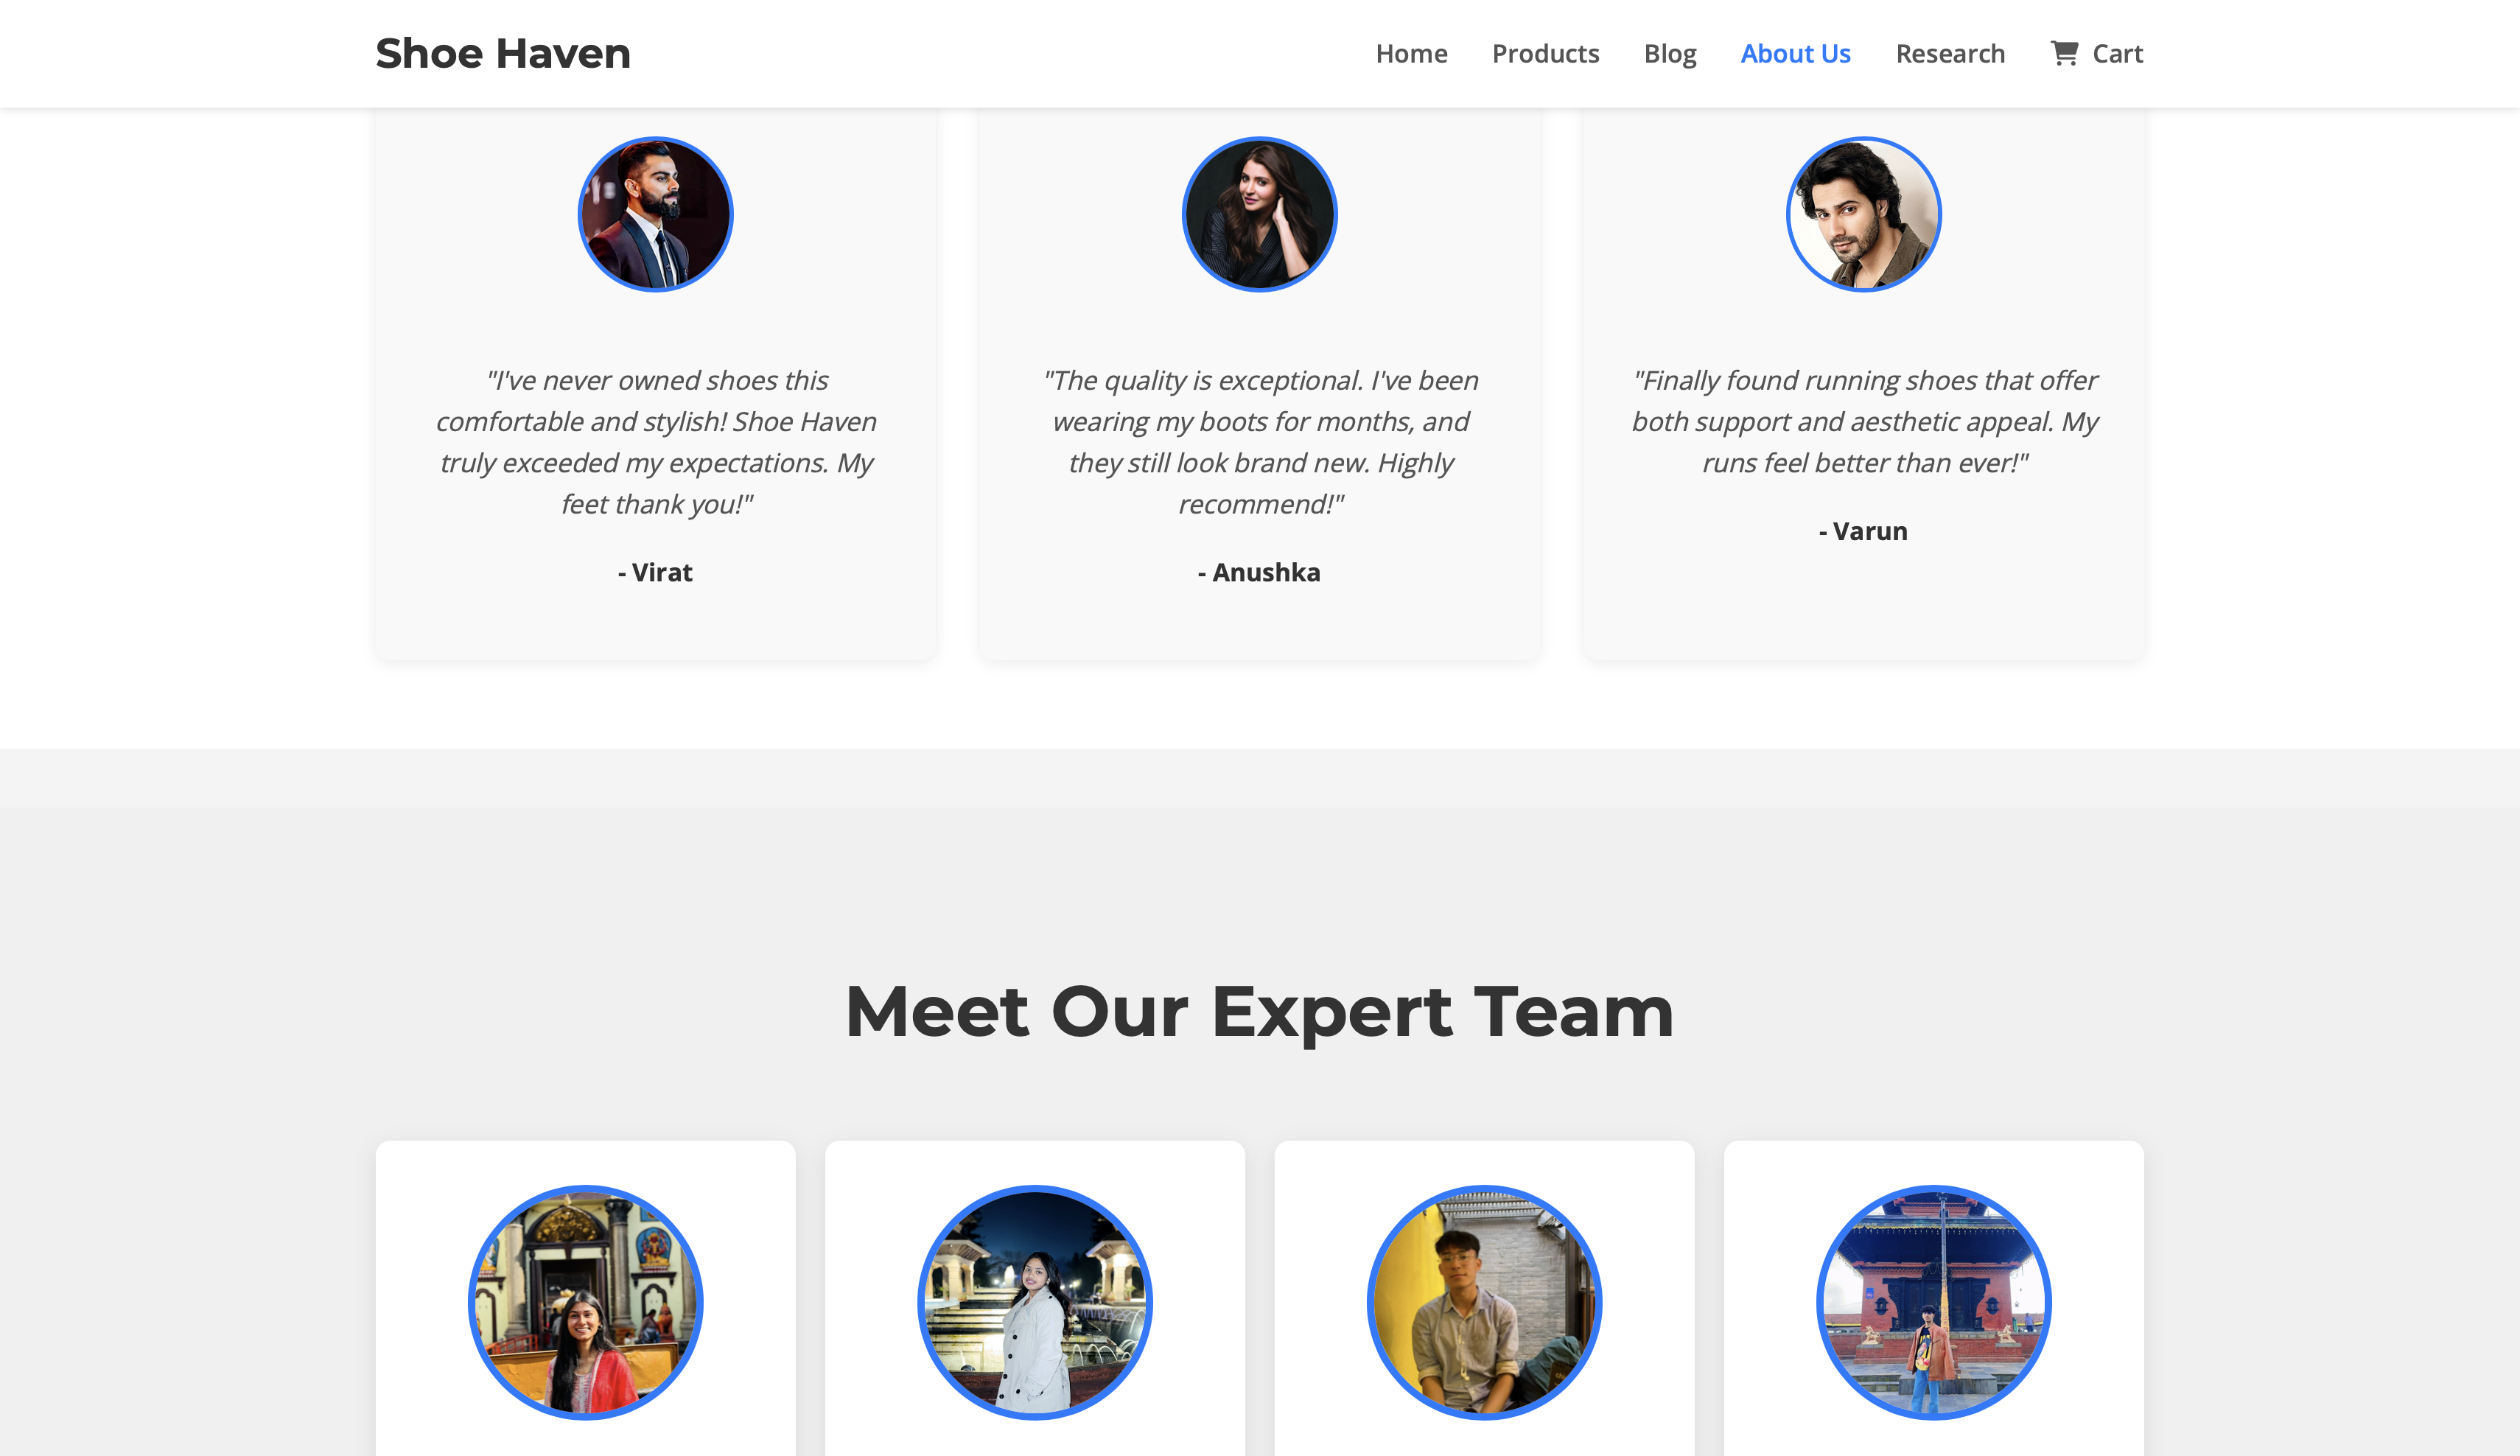 Shoe Haven
Home Products Blog About Us Research Cart
"I've never owned shoes this
comfortable and stylish! Shoe Haven
truly exceeded my expectations. My
feet thank you!"
- Virat
"The quality is exceptional. I've been
wearing my boots for months, and
they still look brand new. Highly
recommend!"
- Anushka
"Finally found running shoes that offer
both support and aesthetic appeal. My
runs feel better than ever!"
- Varun
Meet Our Expert Team